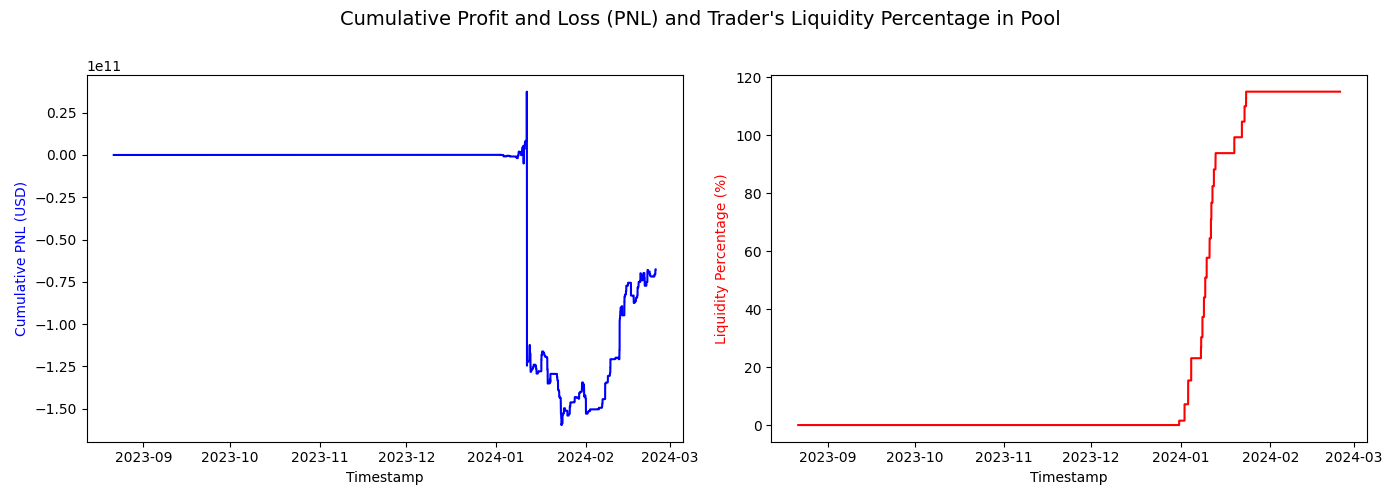 Cumulative Profit and Loss (PNL) and Trader's Liquidity Percentage in Pool
1e11
0.25
0.00
−0.25
−0.50
−0.75
−1.00
−1.25
−1.50
Cumulative PNL (USD)
2023-09 2023-10 2023-11 2023-12 2024-01 2024-02 2024-03
Timestamp
120
100
80
60
40
20
0
Liquidity Percentage (%)
2023-09 2023-10 2023-11 2023-12 2024-01 2024-02 2024-03
Timestamp